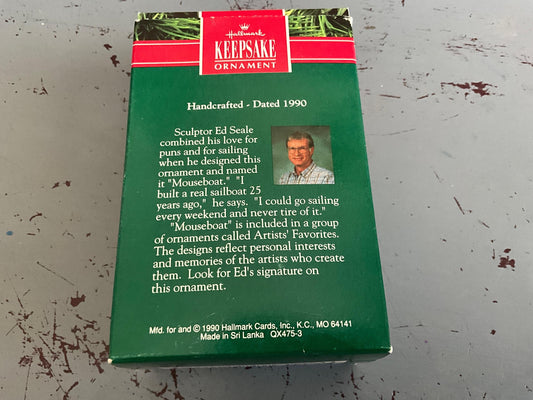 Hallmark
KEEPSAKE
ORNAMENT
Handcrafted - Dated 1990
Sculptor Ed Seale
combined his love for
puns and for sailing
when he designed this
ornament and named
it "Mouseboat." "I
built a real sailboat 25
years ago," he says. "I could go sailing
every weekend and never tire of it."
"Mouseboat" is included in a group
of ornaments called Artists' Favorites.
The designs reflect personal interests
and memories of the artists who create
them. Look for Ed's signature on
this ornament.
Mfd. for and © 1990 Hallmark Cards, Inc., K.C., MO 64141
Made in Sri Lanka QX475-3